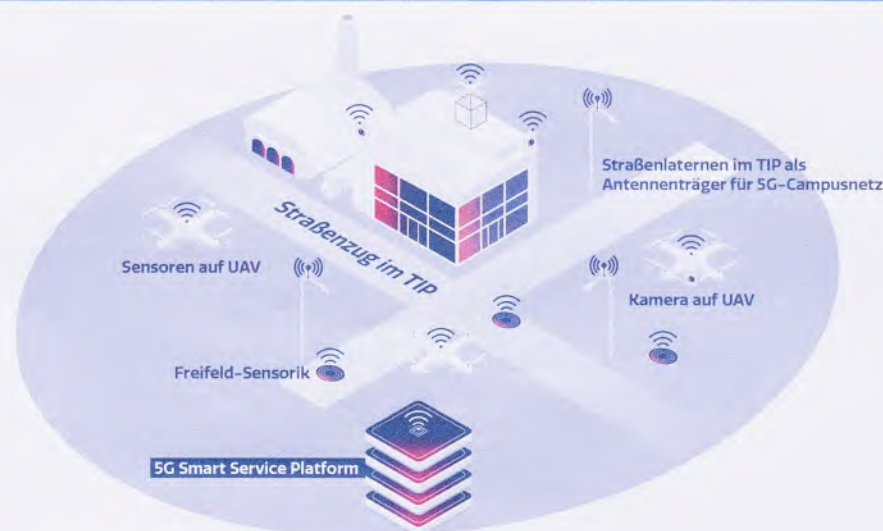 Straßenlaternen im TIP als
Antennenträger für 5G-Campusnetz
Straßenzug im TIP
Sensoren auf UAV
Kamera auf UAV
Freifeld-Sensorik
5G Smart Service Platform